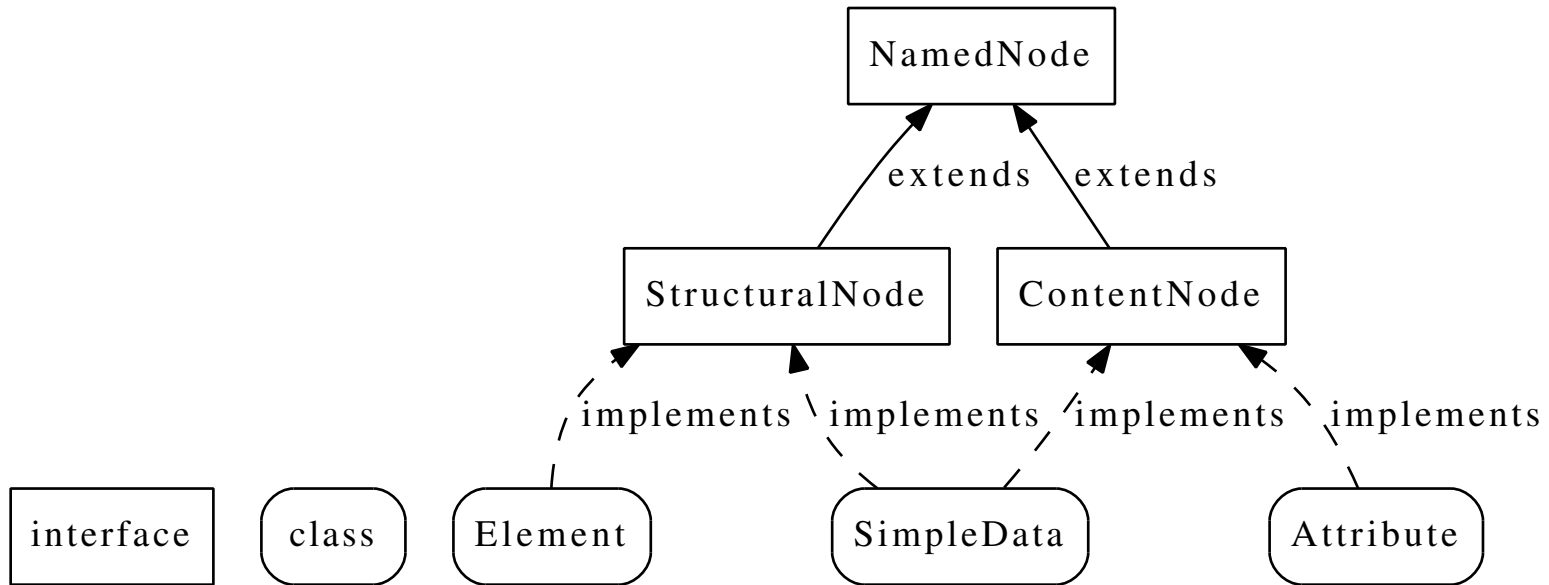 NamedNode
extends extends
StructuralNode ContentNode
implements implements implements implements
interface class Element SimpleData Attribute